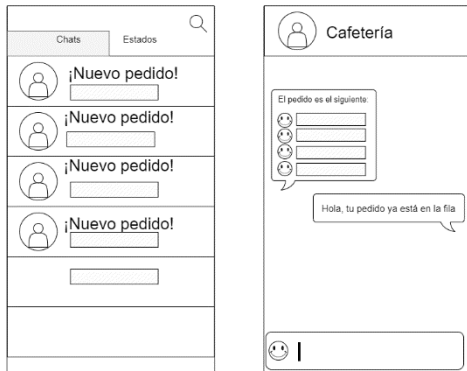 Chats
Estados
¡Nuevo pedido!
¡Nuevo pedido!
¡Nuevo pedido!
¡Nuevo pedido!
Cafetería
El pedido es el siguiente:
Hola, tu pedido ya está en la fila